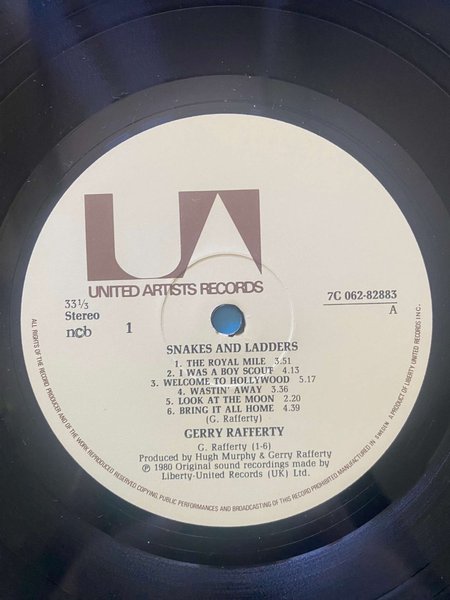 UA
UNITED ARTISTS RECORDS
33 1/3
Stereo
ncb 1
7C 062-82883
A
SNAKES AND LADDERS
1. THE ROYAL MILE 3.51
2. I WAS A BOY SCOUT 4.13
3. WELCOME TO HOLLYWOOD 5.17
4. WASTIN' AWAY 3.36
5. LOOK AT THE MOON 2.20
6. BRING IT ALL HOME 4.39
(G. Rafferty)
GERRY RAFFERTY
G. Rafferty (1-6)
Produced by Hugh Murphy & Gerry Rafferty
℗ 1980 Original sound recordings made by
Liberty-United Records (UK) Ltd.
ALL RIGHTS OF THE RECORD PRODUCER AND OF THE WORK REPRODUCED RESERVED COPYING, PUBLIC PERFORMANCES AND BROADCASTING OF THIS RECORD PROHIBITED MANUFACTURED IN SWEDEN A PRODUCT OF LIBERTY UNITED RECORDS INC.